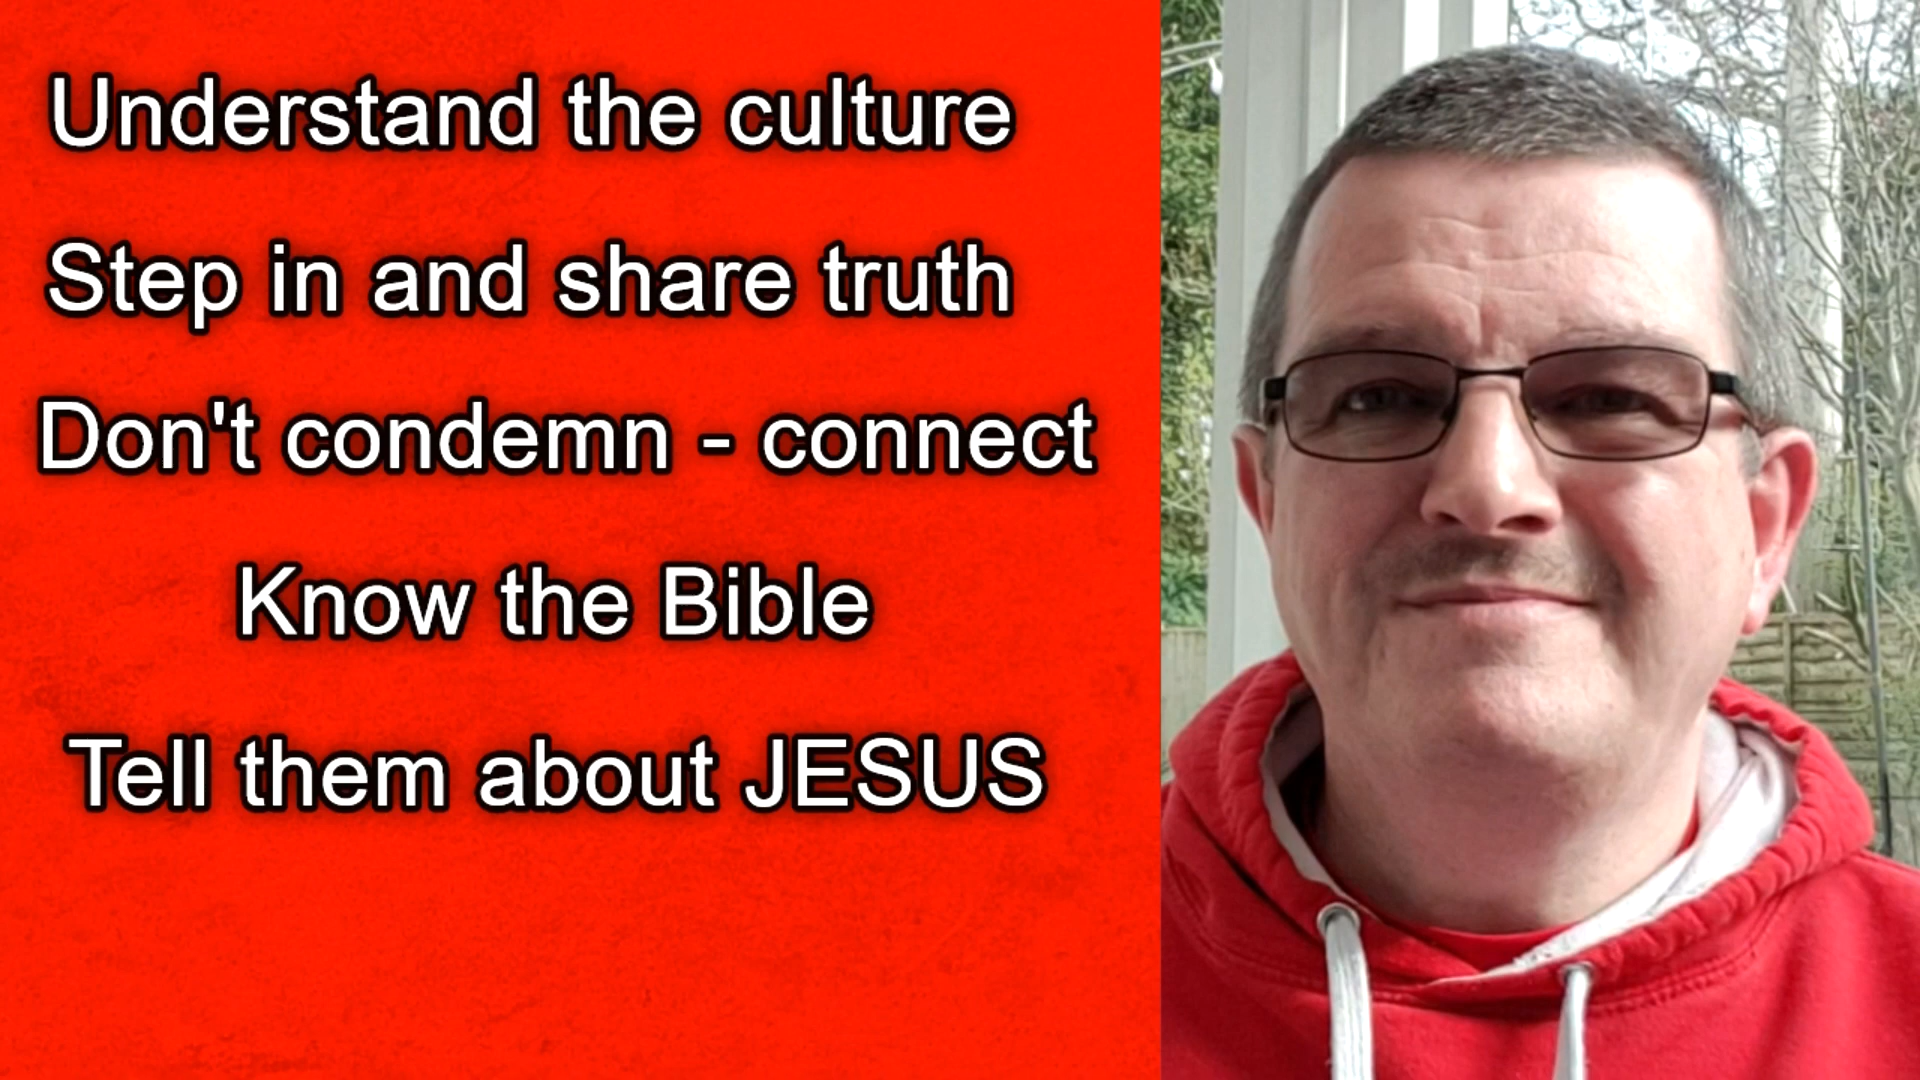 Understand the culture
Step in and share truth
Don't condemn - connect
Know the Bible
Tell them about JESUS